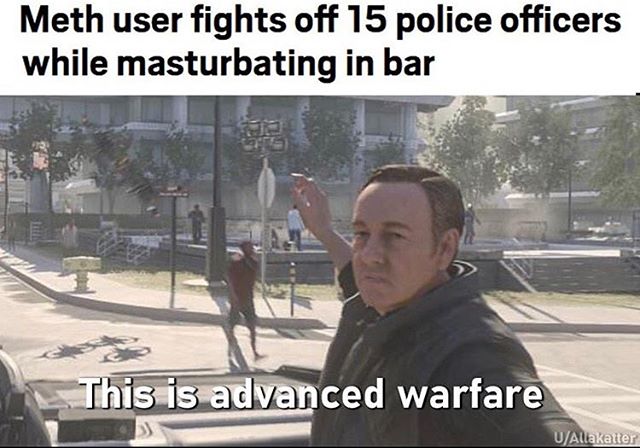 Meth user fights off 15 police officers
while masturbating in bar
This is advanced warfare
U/Allakatter